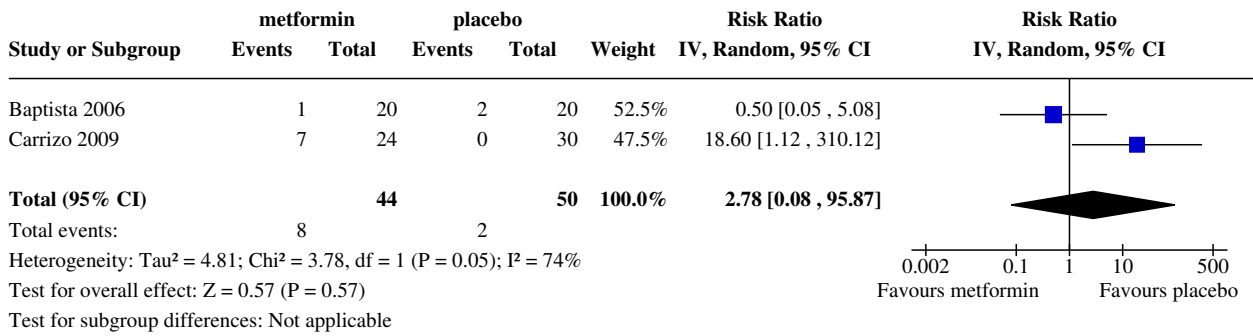 metformin placebo Risk Ratio Risk Ratio
Study or Subgroup Events Total Events Total Weight IV, Random, 95% CI IV, Random, 95% CI
Baptista 2006 1 20 2 20 52.5% 0.50 [0.05 , 5.08]
Carrizo 2009 7 24 0 30 47.5% 18.60 [1.12 , 310.12]
Total (95% CI) 44 50 100.0% 2.78 [0.08 , 95.87]
Total events: 8 2
Heterogeneity: Tau² = 4.81; Chi² = 3.78, df = 1 (P = 0.05); I² = 74%
0.002 0.1 1 10 500
Test for overall effect: Z = 0.57 (P = 0.57)
Favours metformin Favours placebo
Test for subgroup differences: Not applicable